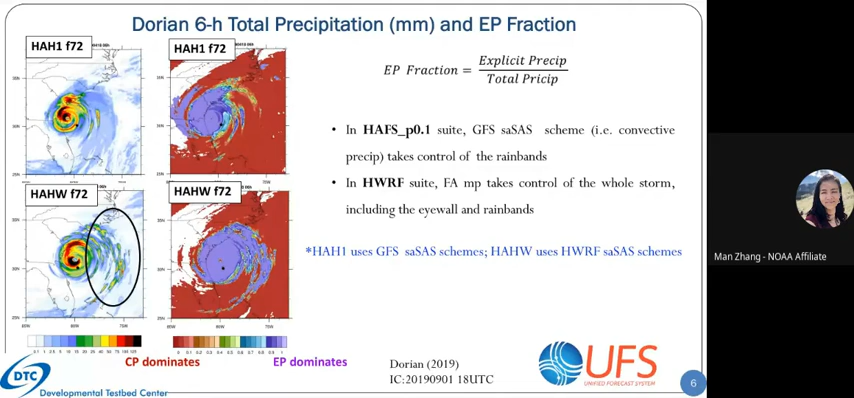 Dorian 6-h Total Precipitation (mm) and EP Fraction
HAH1 f72
HAH1 f72
EP Fraction = Explicit Precip
Total Pricip
• In HAFS_p0.1 suite, GFS saSAS scheme (i.e. convective
precip) takes control of the rainbands
• In HWRF suite, FA mp takes control of the whole storm,
including the eyewall and rainbands
HAHW f72
HAHW f72
*HAH1 uses GFS saSAS schemes; HAHW uses HWRF saSAS schemes
Man Zhang - NOAA Affiliate
CP dominates
EP dominates
Dorian (2019)
IC:20190901 18UTC
DTC
Developmental Testbed Center
UFS
UNIFIED FORECAST SYSTEM
6